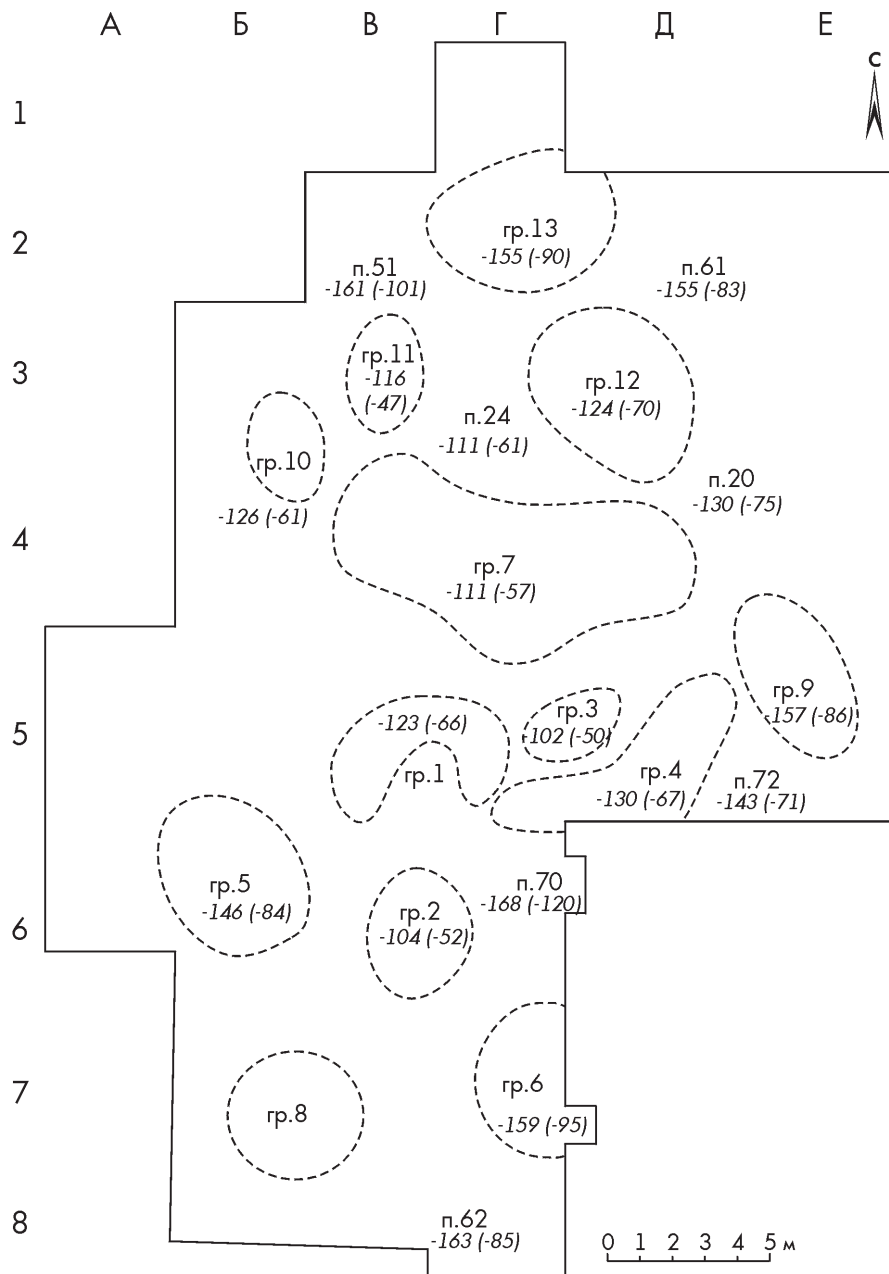 А Б В Г Д Е
С
1
гр.13
-155 (-90)
2
п.51
-161 (-101)
п.61
-155 (-83)
3
гр.11
-116
(-47)
гр.12
-124 (-70)
п.24
-111 (-61)
гр.10
-126 (-61)
п.20
-130 (-75)
4
гр.7
-111 (-57)
гр.9
-157 (-86)
5
-123 (-66)
гр.1
гр.3
-102 (-50)
гр.4
-130 (-67)
п.72
-143 (-71)
гр.5
-146 (-84)
п.70
-168 (-120)
6
гр.2
-104 (-52)
7
гр.6
-159 (-95)
гр.8
8
п.62
-163 (-85)
0 1 2 3 4 5 м